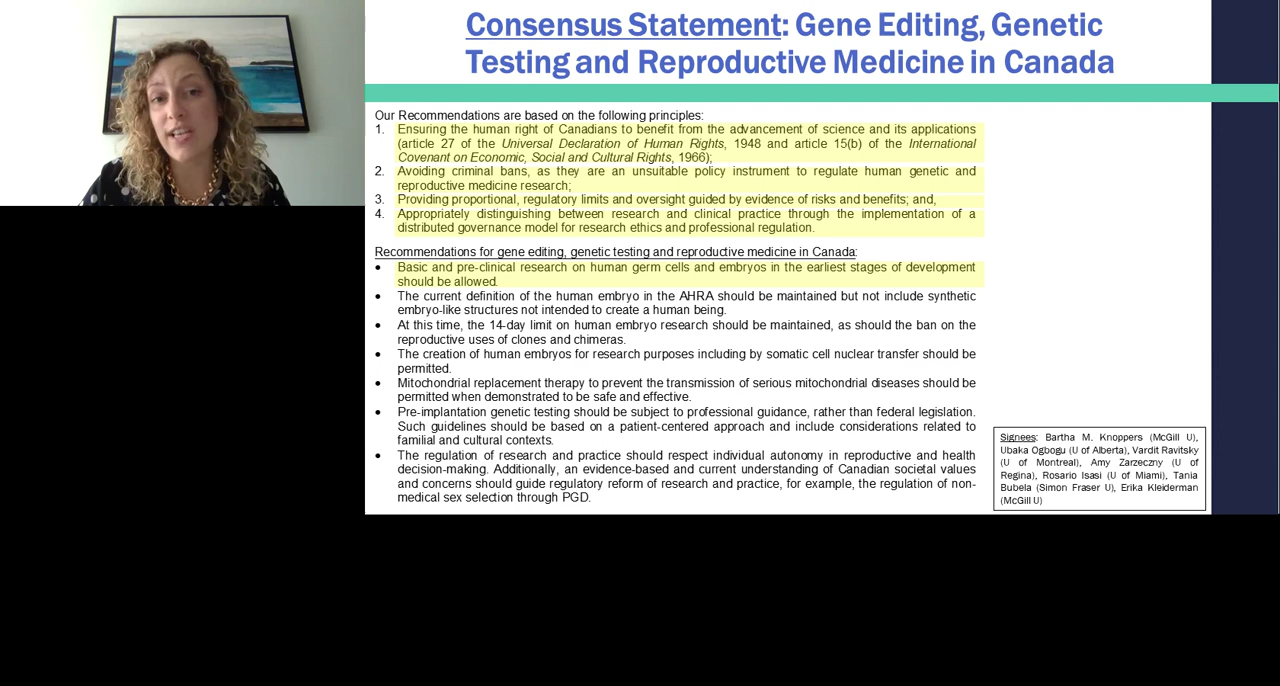 Consensus Statement: Gene Editing, Genetic
Testing and Reproductive Medicine in Canada
Our Recommendations are based on the following principles:
1. Ensuring the human right of Canadians to benefit from the advancement of science and its applications
(article 27 of the Universal Declaration of Human Rights, 1948 and article 15(b) of the International
Covenant on Economic, Social and Cultural Rights, 1966);
2. Avoiding criminal bans, as they are an unsuitable policy instrument to regulate human genetic and
reproductive medicine research;
3. Providing proportional, regulatory limits and oversight guided by evidence of risks and benefits; and,
4. Appropriately distinguishing between research and clinical practice through the implementation of a
distributed governance model for research ethics and professional regulation.
Recommendations for gene editing, genetic testing and reproductive medicine in Canada:
• Basic and pre-clinical research on human germ cells and embryos in the earliest stages of development
should be allowed.
• The current definition of the human embryo in the AHRA should be maintained but not include synthetic
embryo-like structures not intended to create a human being.
• At this time, the 14-day limit on human embryo research should be maintained, as should the ban on the
reproductive uses of clones and chimeras.
• The creation of human embryos for research purposes including by somatic cell nuclear transfer should be
permitted.
• Mitochondrial replacement therapy to prevent the transmission of serious mitochondrial diseases should be
permitted when demonstrated to be safe and effective.
• Pre-implantation genetic testing should be subject to professional guidance, rather than federal legislation.
Such guidelines should be based on a patient-centered approach and include considerations related to
familial and cultural contexts.
• The regulation of research and practice should respect individual autonomy in reproductive and health
decision-making. Additionally, an evidence-based and current understanding of Canadian societal values
and concerns should guide regulatory reform of research and practice, for example, the regulation of non-
medical sex selection through PGD.
Signees: Bartha M. Knoppers (McGill U),
Ubaka Ogbogu (U of Alberta), Vardit Ravitsky
(U of Montreal), Amy Zarzeczny (U of
Regina), Rosario Isasi (U of Miami), Tania
Bubela (Simon Fraser U), Erika Kleiderman
(McGill U)